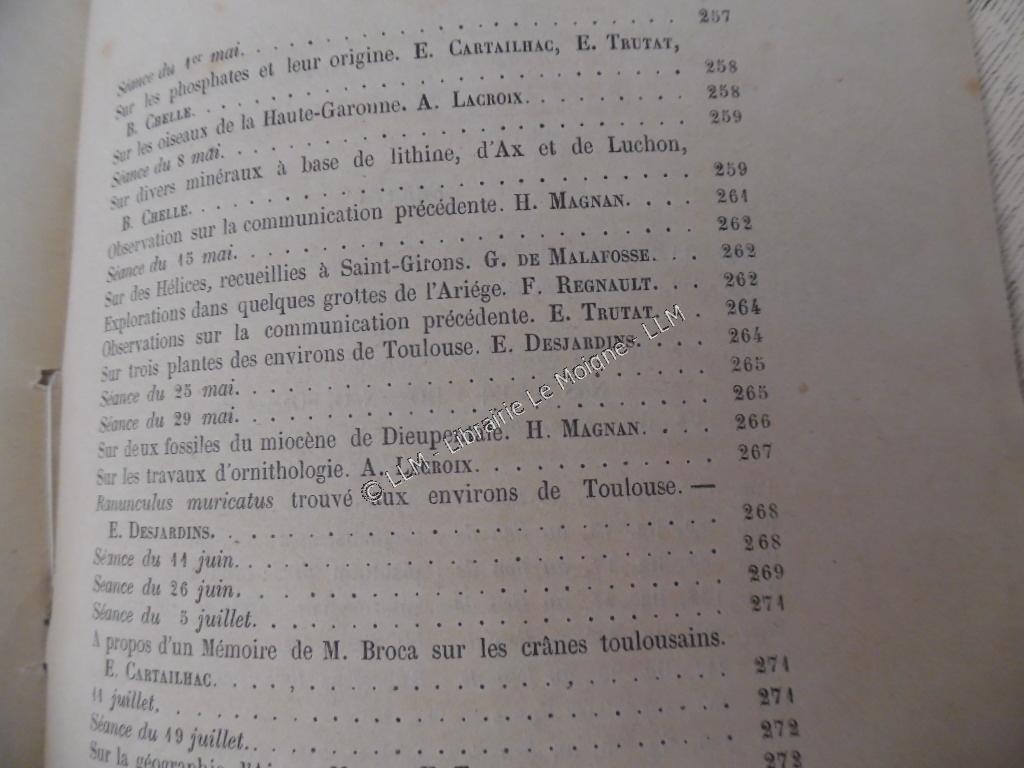 Séance du 1er mai. . . . . . . . . . . . . . . . . 257
Sur les phosphates et leur origine. E. CARTAILHAC, E. TRUTAT,
B. CHELLE. . . . . . . . . . . . . . . . . . . 258
Sur les oiseaux de la Haute-Garonne. A. LACROIX. . . . . . . . 258
Séance du 8 mai. . . . . . . . . . . . . . . . . 259
Sur divers minéraux à base de lithine, d'Ax et de Luchon,
B. CHELLE. . . . . . . . . . . . . . . . . . . 259
Observation sur la communication précédente. H. MAGNAN. . . . 261
Séance du 15 mai. . . . . . . . . . . . . . . . . 262
Sur des Hélices, recueillies à Saint-Girons. G. DE MALAFOSSE. . . 262
Explorations dans quelques grottes de l'Ariége. F. REGNAULT. . . 262
Observations sur la communication précédente. E. TRUTAT. . . 264
Sur trois plantes des environs de Toulouse. E. DESJARDINS. . . . 264
Séance du 25 mai. . . . . . . . . . . . . . . . . 265
Séance du 29 mai. . . . . . . . . . . . . . . . . 265
Sur deux fossiles du miocène de Dieupentale. H. MAGNAN. . . . 266
Sur les travaux d'ornithologie. A. LACROIX. . . . . . . . . . 267
Ranunculus muricatus trouvé aux environs de Toulouse. —
E. DESJARDINS. . . . . . . . . . . . . . . . . . 268
Séance du 11 juin. . . . . . . . . . . . . . . . . 268
Séance du 26 juin. . . . . . . . . . . . . . . . . 269
Séance du 5 juillet. . . . . . . . . . . . . . . . . 271
A propos d'un Mémoire de M. Broca sur les crânes toulousains.
E. CARTAILHAC. . . . . . . . . . . . . . . . . . 271
11 juillet. . . . . . . . . . . . . . . . . . . . 271
Séance du 19 juillet. . . . . . . . . . . . . . . . 272
Sur la géographie 272
© LLM - Librairie Le Moigne - LLM